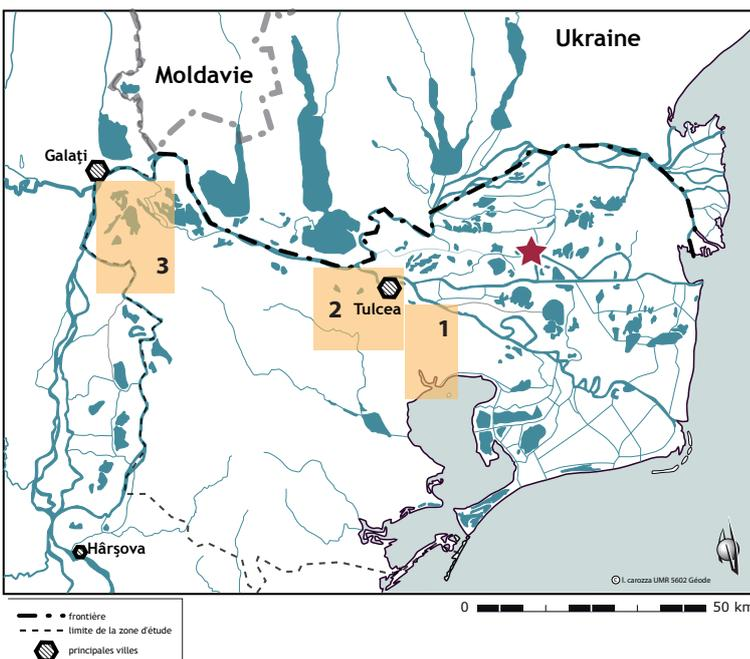 Ukraine
Moldavie
Galați
3
2
Tulcea
1
Hârșova
© l. carozza UMR 5602 Géode
0 50 km
frontière
limite de la zone d'étude
principales villes